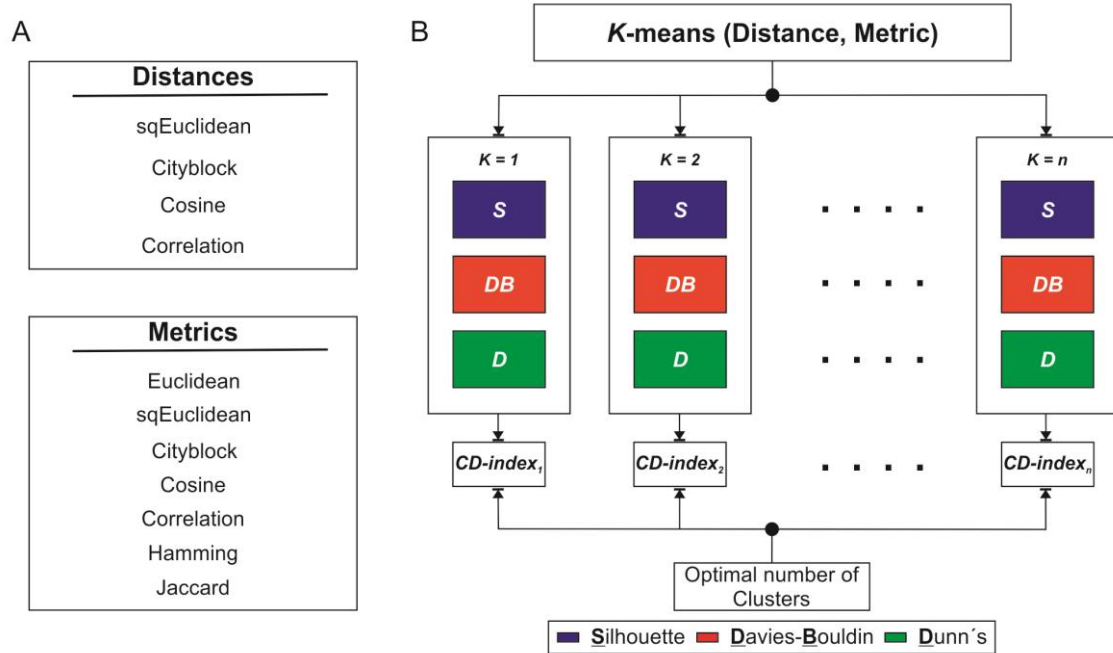 A
Distances
sqEuclidean
Cityblock
Cosine
Correlation
Metrics
Euclidean
sqEuclidean
Cityblock
Cosine
Correlation
Hamming
Jaccard
B
K-means (Distance, Metric)
K = 1
S
DB
D
CD-index₁
K = 2
S
DB
D
CD-index₂
K = n
S
DB
D
CD-indexₙ
Optimal number of
Clusters
Silhouette Davies-Bouldin Dunn´s